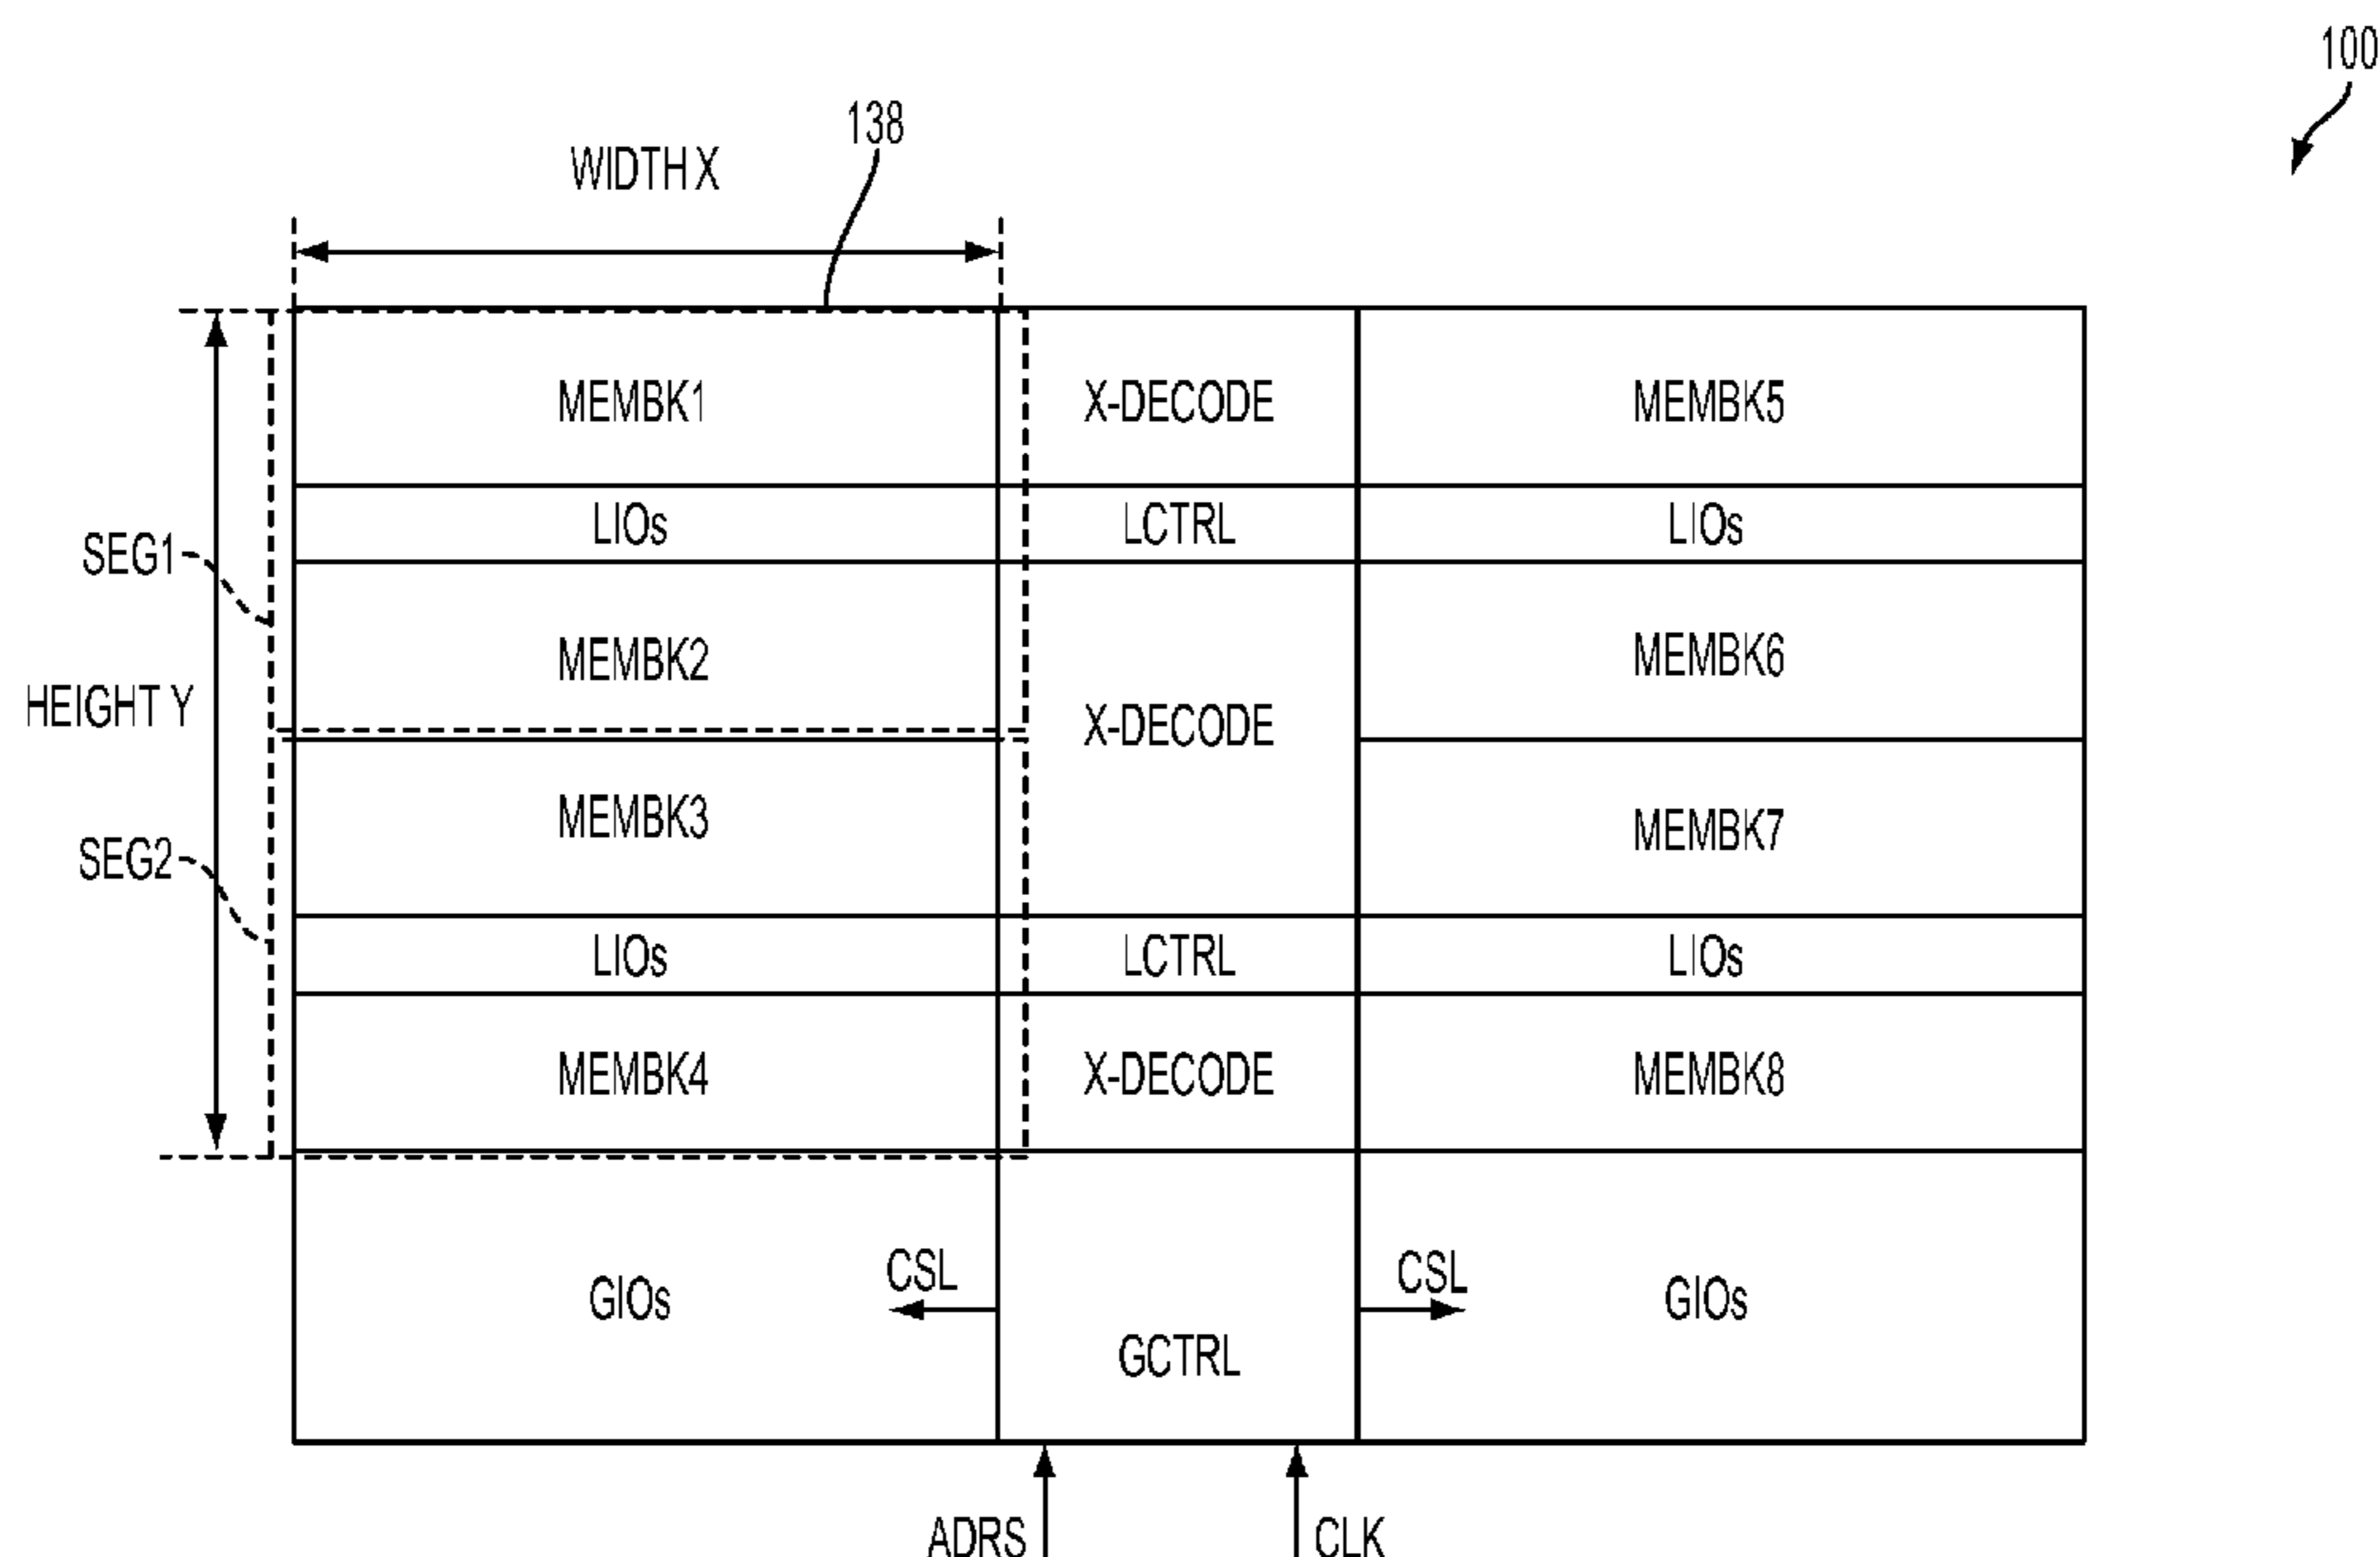 100
138
WIDTH X
MEMBK1 X-DECODE MEMBK5
LIOs LCTRL LIOs
SEG1
MEMBK2 MEMBK6
HEIGHT Y
X-DECODE
MEMBK3 MEMBK7
SEG2
LIOs LCTRL LIOs
MEMBK4 X-DECODE MEMBK8
CSL CSL
GIOs GIOs
GCTRL
ADRS CLK